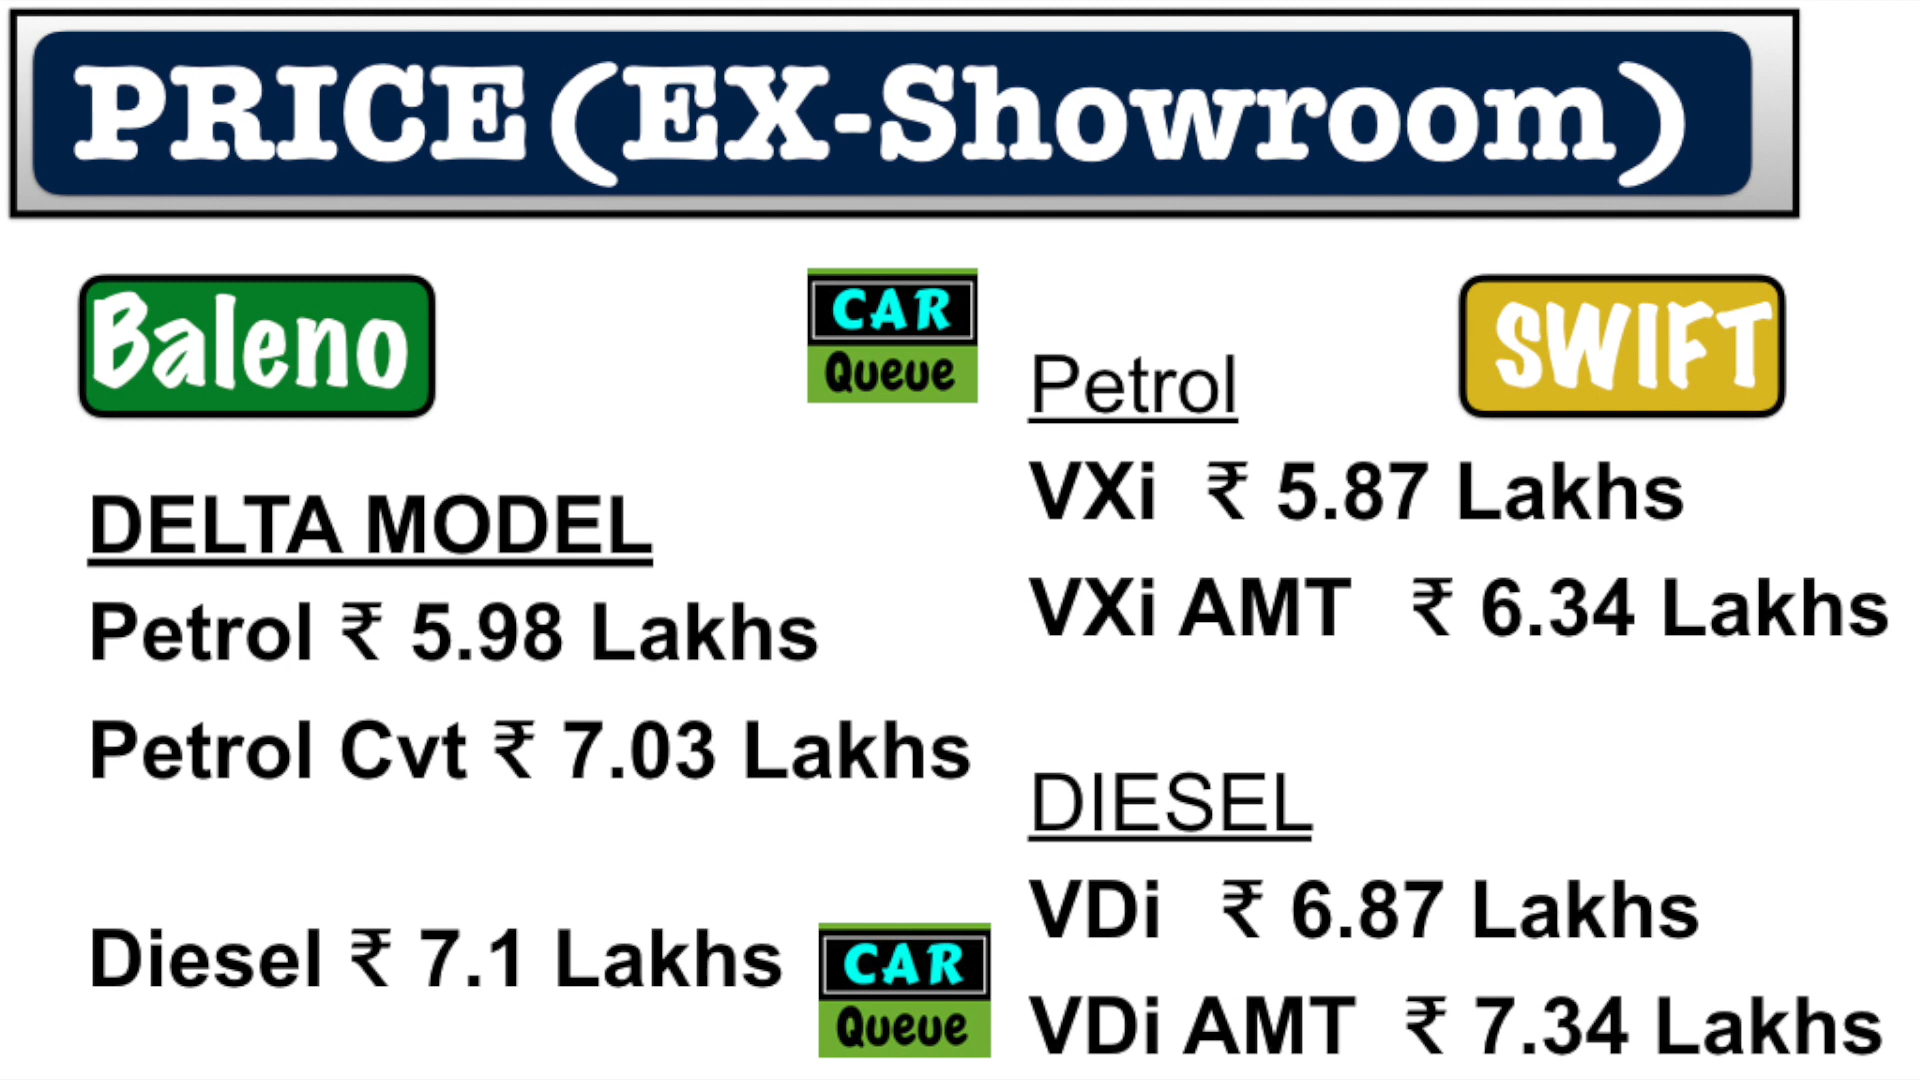 PRICE(EX-Showroom)
Baleno
CAR
Queue
DELTA MODEL
Petrol ₹ 5.98 Lakhs
Petrol Cvt ₹ 7.03 Lakhs
Diesel ₹ 7.1 Lakhs
CAR
Queue
SWIFT
Petrol
VXi ₹ 5.87 Lakhs
VXi AMT ₹ 6.34 Lakhs
DIESEL
VDi ₹ 6.87 Lakhs
VDi AMT ₹ 7.34 Lakhs